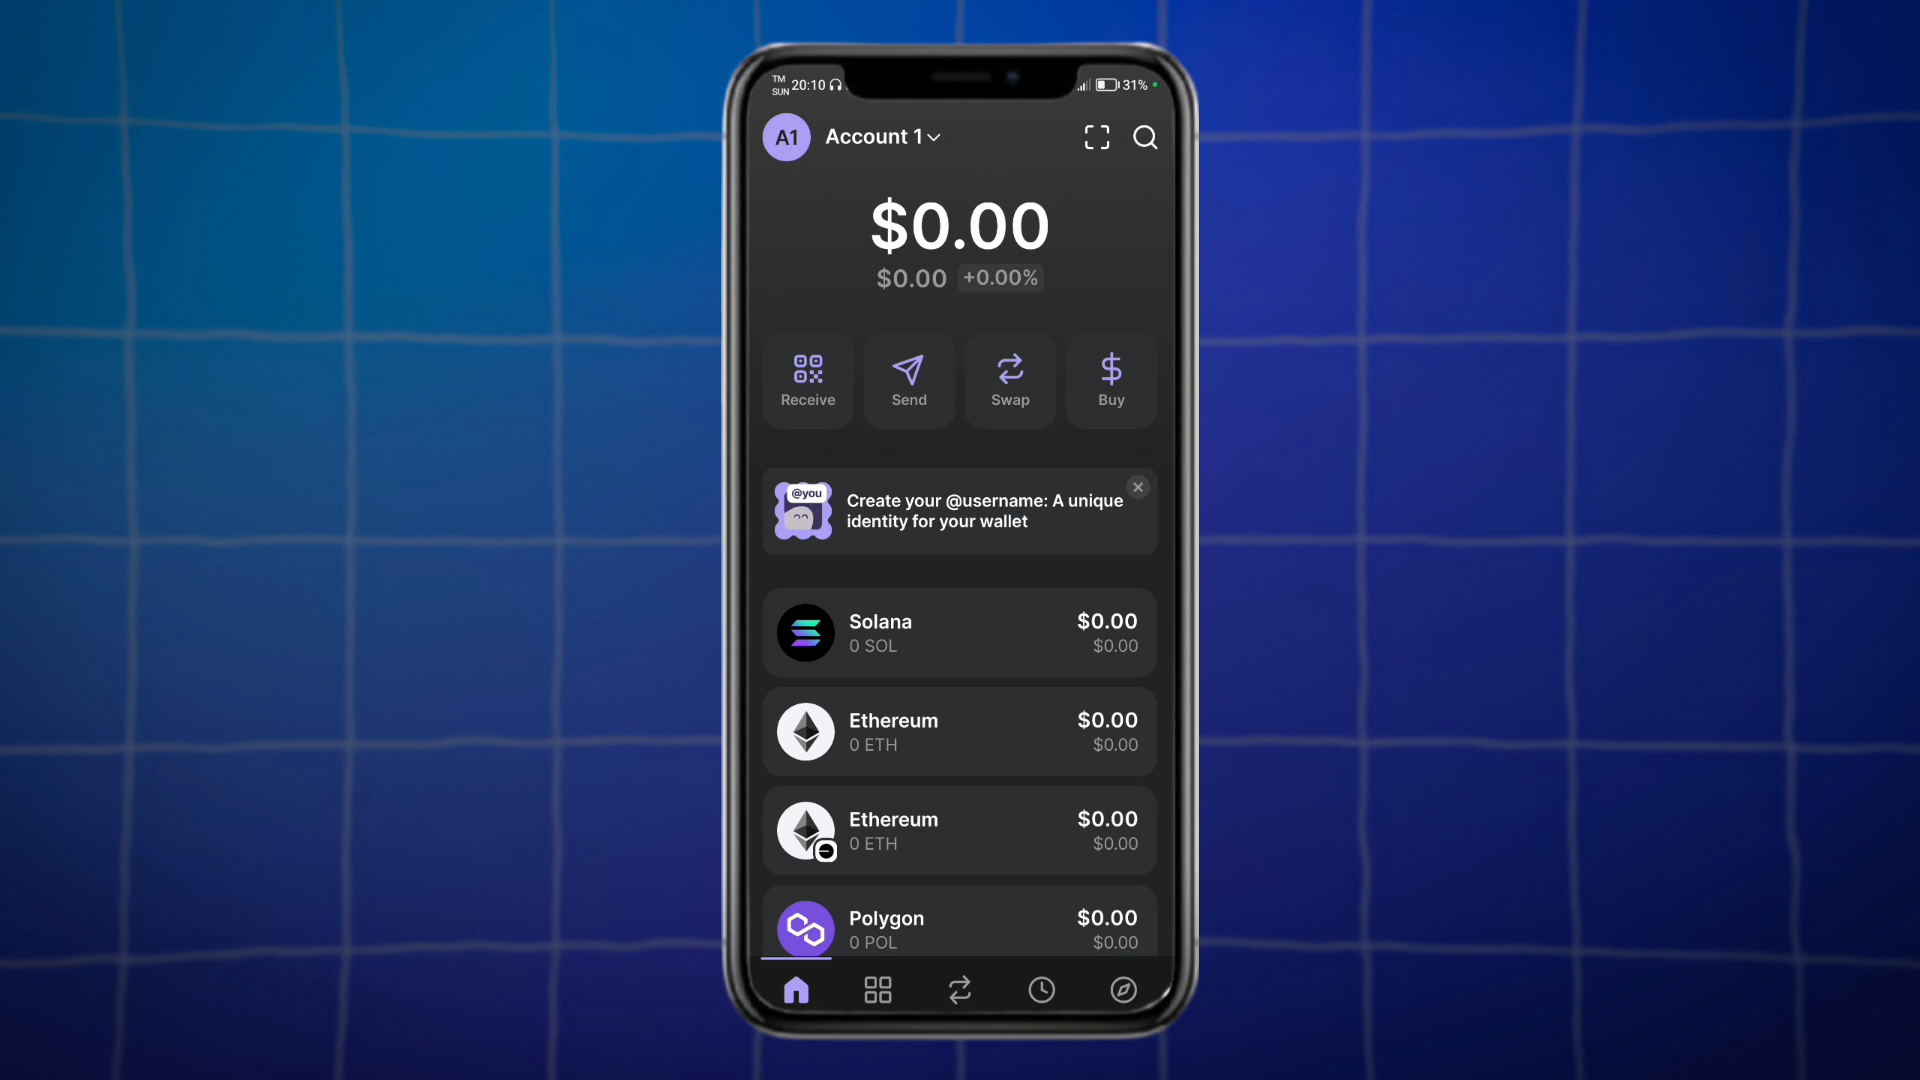 TM
SUN 20:10
31%
A1 Account 1
$0.00
$0.00 +0.00%
Receive Send Swap Buy
@you
Create your @username: A unique
identity for your wallet
Solana $0.00
0 SOL $0.00
Ethereum $0.00
0 ETH $0.00
Ethereum $0.00
0 ETH $0.00
Polygon $0.00
0 POL $0.00